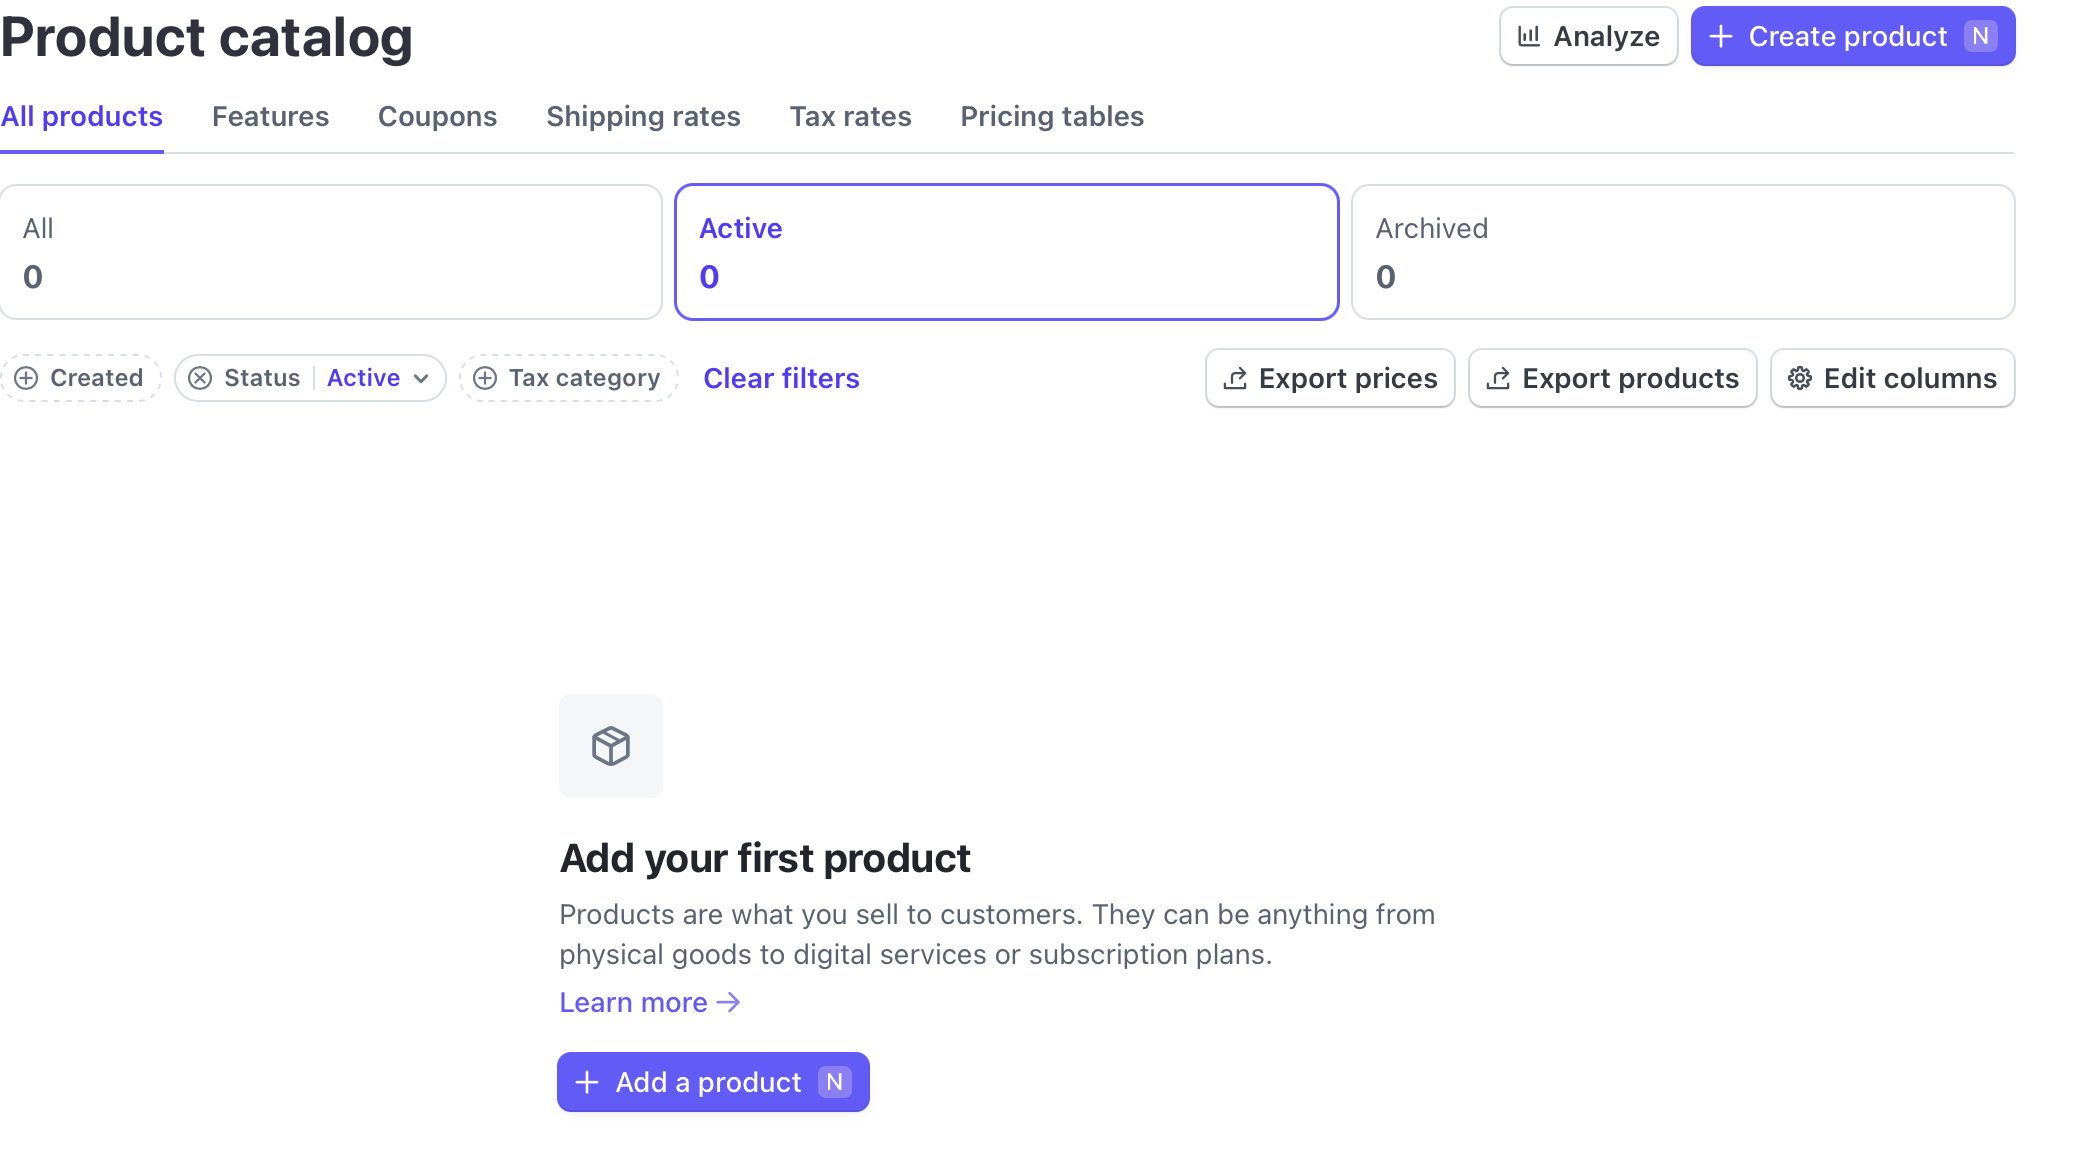 Product catalog
Analyze
Create product N
All products Features Coupons Shipping rates Tax rates Pricing tables
All
0
Active
0
Archived
0
Created Status Active Tax category Clear filters Export prices Export products Edit columns
Add your first product
Products are what you sell to customers. They can be anything from
physical goods to digital services or subscription plans.
Learn more
Add a product N